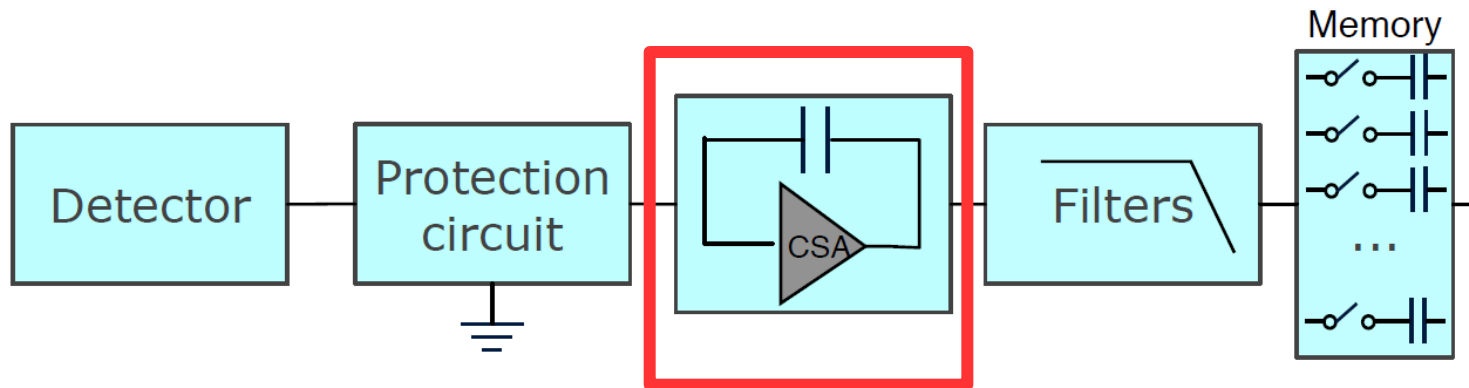 Memory
Detector
Protection
circuit
CSA
Filters
...